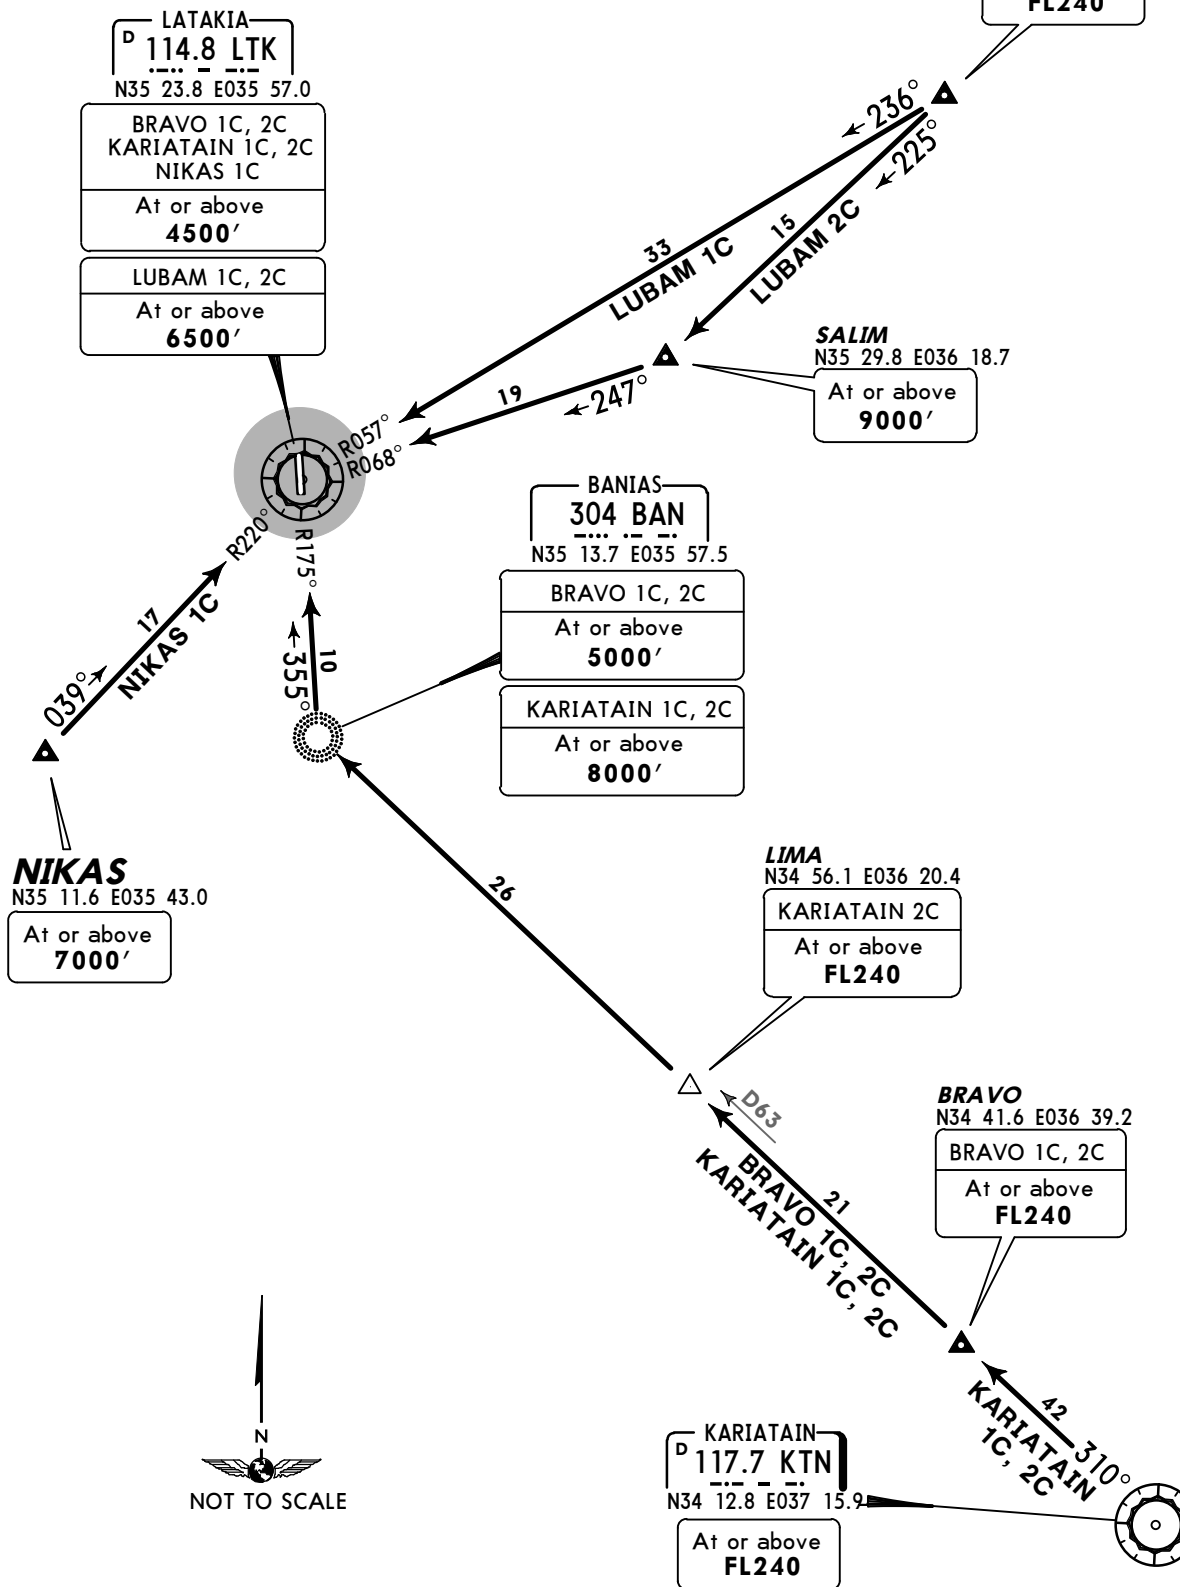 FL240
LATAKIA
D 114.8 LTK
N35 23.8 E035 57.0
BRAVO 1C, 2C
KARIATAIN 1C, 2C
NIKAS 1C
At or above
4500′
LUBAM 1C, 2C
At or above
6500′
236°
225°
33
LUBAM 1C
15
LUBAM 2C
SALIM
N35 29.8 E036 18.7
At or above
9000′
19
247°
R057°
R068°
R220°
R175°
BANIAS
304 BAN
N35 13.7 E035 57.5
BRAVO 1C, 2C
At or above
5000′
KARIATAIN 1C, 2C
At or above
8000′
17
NIKAS 1C
039°
10
355°
NIKAS
N35 11.6 E035 43.0
At or above
7000′
26
LIMA
N34 56.1 E036 20.4
KARIATAIN 2C
At or above
FL240
D63
21
BRAVO 1C, 2C
KARIATAIN 1C, 2C
BRAVO
N34 41.6 E036 39.2
BRAVO 1C, 2C
At or above
FL240
42
KARIATAIN
1C, 2C
310°
KARIATAIN
D 117.7 KTN
N34 12.8 E037 15.9
At or above
FL240
N
NOT TO SCALE